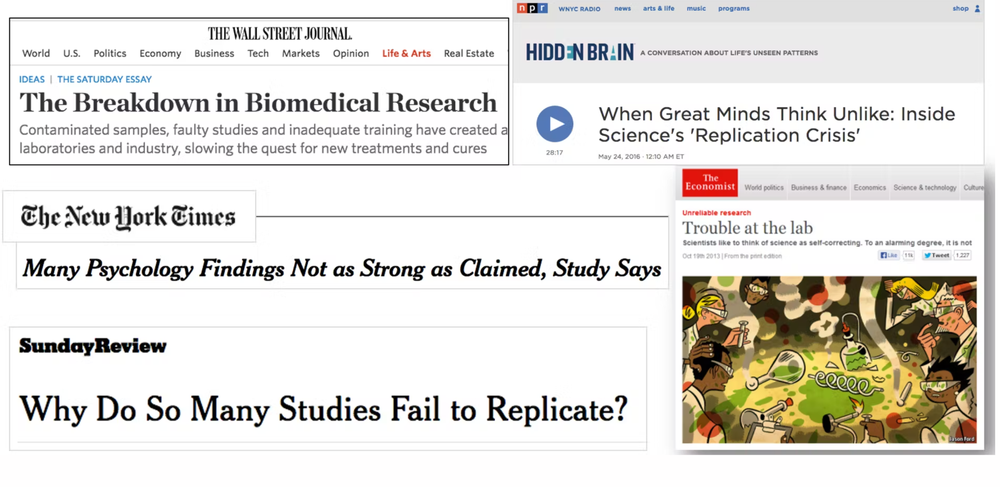 THE WALL STREET JOURNAL.
World U.S. Politics Economy Business Tech Markets Opinion Life & Arts Real Estate
IDEAS | THE SATURDAY ESSAY
The Breakdown in Biomedical Research
Contaminated samples, faulty studies and inadequate training have created a
laboratories and industry, slowing the quest for new treatments and cures
npr WNYC RADIO news arts & life music programs shop
HIDDEN BRAIN A CONVERSATION ABOUT LIFE'S UNSEEN PATTERNS
When Great Minds Think Unlike: Inside
Science's 'Replication Crisis'
28:17
May 24, 2016 · 12:10 AM ET
The New York Times
Many Psychology Findings Not as Strong as Claimed, Study Says
SundayReview
Why Do So Many Studies Fail to Replicate?
The
Economist
World politics Business & finance Economics Science & technology Culture
Unreliable research
Trouble at the lab
Scientists like to think of science as self-correcting. To an alarming degree, it is not
Oct 19th 2013 | From the print edition
Like 11k Tweet 1,227
Jason Ford